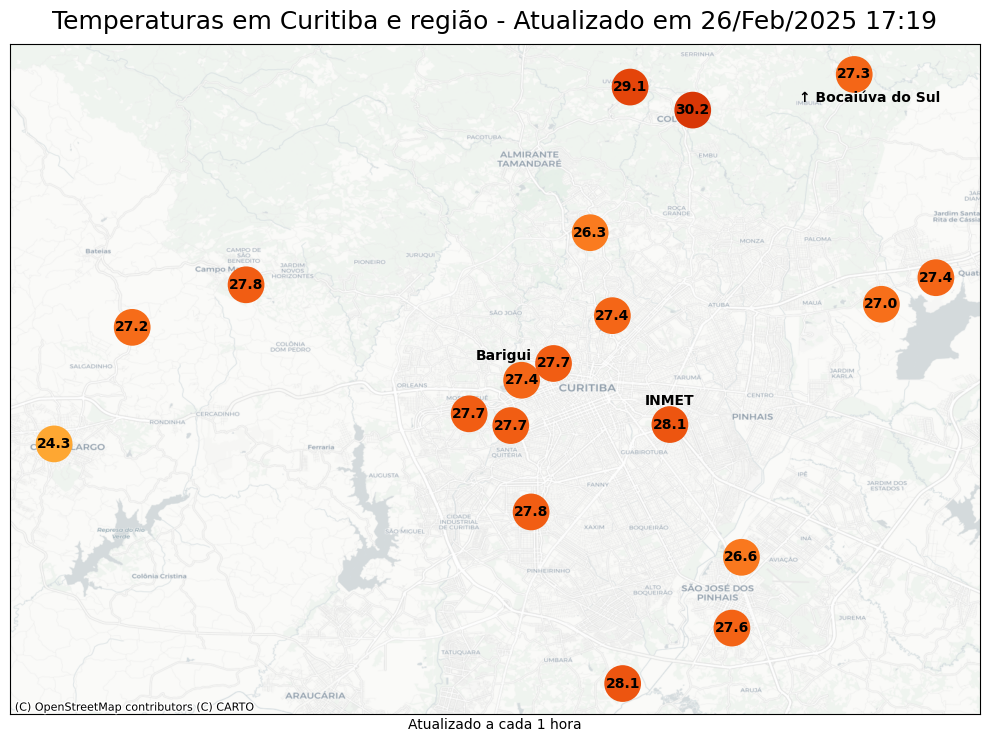 Temperaturas em Curitiba e região - Atualizado em 26/Feb/2025 17:19
SERRINHA
27.3
29.1
↑ Bocaiúva do Sul
30.2
PACOTUBA
ALMIRANTE
TAMANDARÉ
EMBU
ROÇA
GRANDE
Jardim Santa
Rita de Cássia
26.3
MONZA
PALOMA
Bateias
CAMPO DE
SÃO
BENEDITO
JURUQUI
PIONEIRO
JARDIM
NOVOS
HORIZONTES
Campo M
27.8
27.4
Quat
27.0
MAUÁ
ATUBA
SÃO JOÃO
27.4
27.2
COLÔNIA
DOM PEDRO
Barigui
27.7
SALGADINHO
JARDIM
KARLA
TARUMÃ
27.4
ORLEANS
CURITIBA
CENTRO
INMET
27.7
CERCADINHO
RONDINHA
PINHAIS
27.7
28.1
24.3
LARGO
Ferraria
SANTA
QUITÉRIA
GUABIROTUBA
AUGUSTA
IPÊ
FANNY
JARDIM DOS
ESTADOS I
27.8
CIDADE
INDUSTRIAL
DE CURITIBA
XAXIM
BOQUEIRÃO
Represa do Rio
Verde
SÃO MIGUEL
INÁ
26.6
AVIAÇÃO
Colônia Cristina
PINHEIRINHO
ALTO
BOQUEIRÃO
SÃO JOSÉ DOS
PINHAIS
JUREMA
27.6
TATUQUARA
UMBARÁ
28.1
ARAUCÁRIA
ARUJÁ
(C) OpenStreetMap contributors (C) CARTO
Atualizado a cada 1 hora